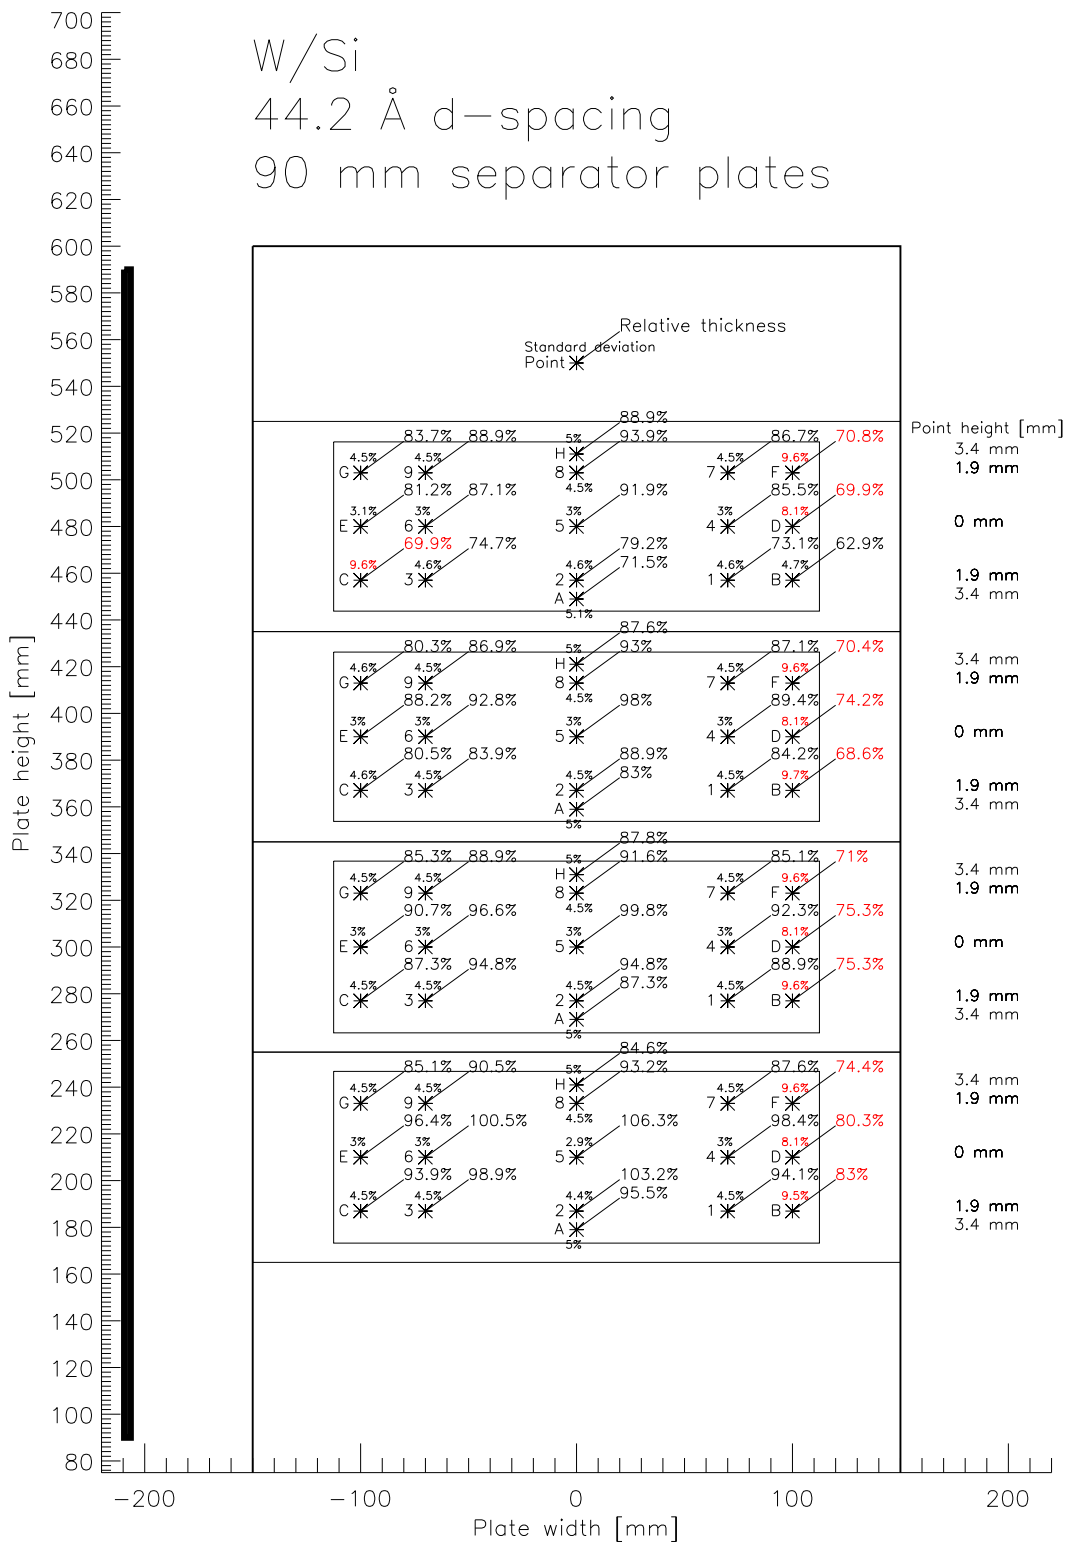 W/Si
44.2 Å d-spacing
90 mm separator plates
700
680
660
640
620
600
580
560
540
520
500
480
460
440
420
400
380
360
340
320
300
280
260
240
220
200
180
160
140
120
100
80
Plate height [mm]
Relative thickness
Standard deviation
Point
Point height [mm]
88.9%
83.7% 88.9% 5% 93.9% 86.7% 70.8%
H 3.4 mm
4.5% 4.5% 4.5% 9.6%
G 9 8 7 F 1.9 mm
4.5%
81.2% 87.1% 91.9% 85.5% 69.9%
3.1% 3% 3% 3% 8.1%
E 6 5 4 D 0 mm
69.9% 74.7% 79.2% 73.1% 62.9%
9.6% 4.6% 4.6% 71.5% 4.6% 4.7%
C 3 2 1 B 1.9 mm
A 3.4 mm
5.1%
87.6%
80.3% 86.9% 5% 93% 87.1% 70.4%
H 3.4 mm
4.6% 4.5% 4.5% 9.6%
G 9 8 7 F 1.9 mm
4.5%
88.2% 92.8% 98% 89.4% 74.2%
3% 3% 3% 3% 8.1%
E 6 5 4 D 0 mm
80.5% 83.9% 88.9% 84.2% 68.6%
4.6% 4.5% 4.5% 83% 4.5% 9.7%
C 3 2 1 B 1.9 mm
A 3.4 mm
5%
87.8%
85.3% 88.9% 5% 91.6% 85.1% 71%
H 3.4 mm
4.5% 4.5% 4.5% 9.6%
G 9 8 7 F 1.9 mm
4.5%
90.7% 96.6% 99.8% 92.3% 75.3%
3% 3% 3% 3% 8.1%
E 6 5 4 D 0 mm
87.3% 94.8% 94.8% 88.9% 75.3%
4.5% 4.5% 4.5% 87.3% 4.5% 9.6%
C 3 2 1 B 1.9 mm
A 3.4 mm
5%
84.6%
85.1% 90.5% 5% 93.2% 87.6% 74.4%
H 3.4 mm
4.5% 4.5% 4.5% 9.6%
G 9 8 7 F 1.9 mm
4.5%
96.4% 100.5% 106.3% 98.4% 80.3%
3% 3% 2.9% 3% 8.1%
E 6 5 4 D 0 mm
93.9% 98.9% 103.2% 94.1% 83%
4.5% 4.5% 4.4% 95.5% 4.5% 9.5%
C 3 2 1 B 1.9 mm
A 3.4 mm
5%
-200 -100 0 100 200
Plate width [mm]